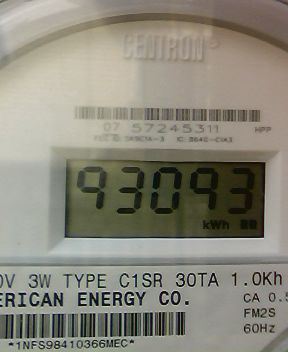 CENTRON®
07 57245311 HPP
93093
kWh
0V 3W TYPE C1SR 30TA 1.0Kh
ERICAN ENERGY CO.
CA 0.5
FM2S
60Hz
*1NFS98410366MEC*